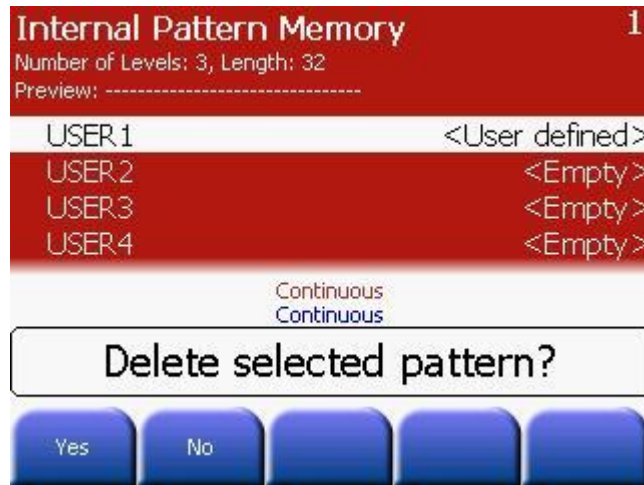 Internal Pattern Memory 1
Number of Levels: 3, Length: 32
Preview: --------------------------------
USER1 <User defined>
USER2 <Empty>
USER3 <Empty>
USER4 <Empty>
Continuous
Continuous
Delete selected pattern?
Yes No